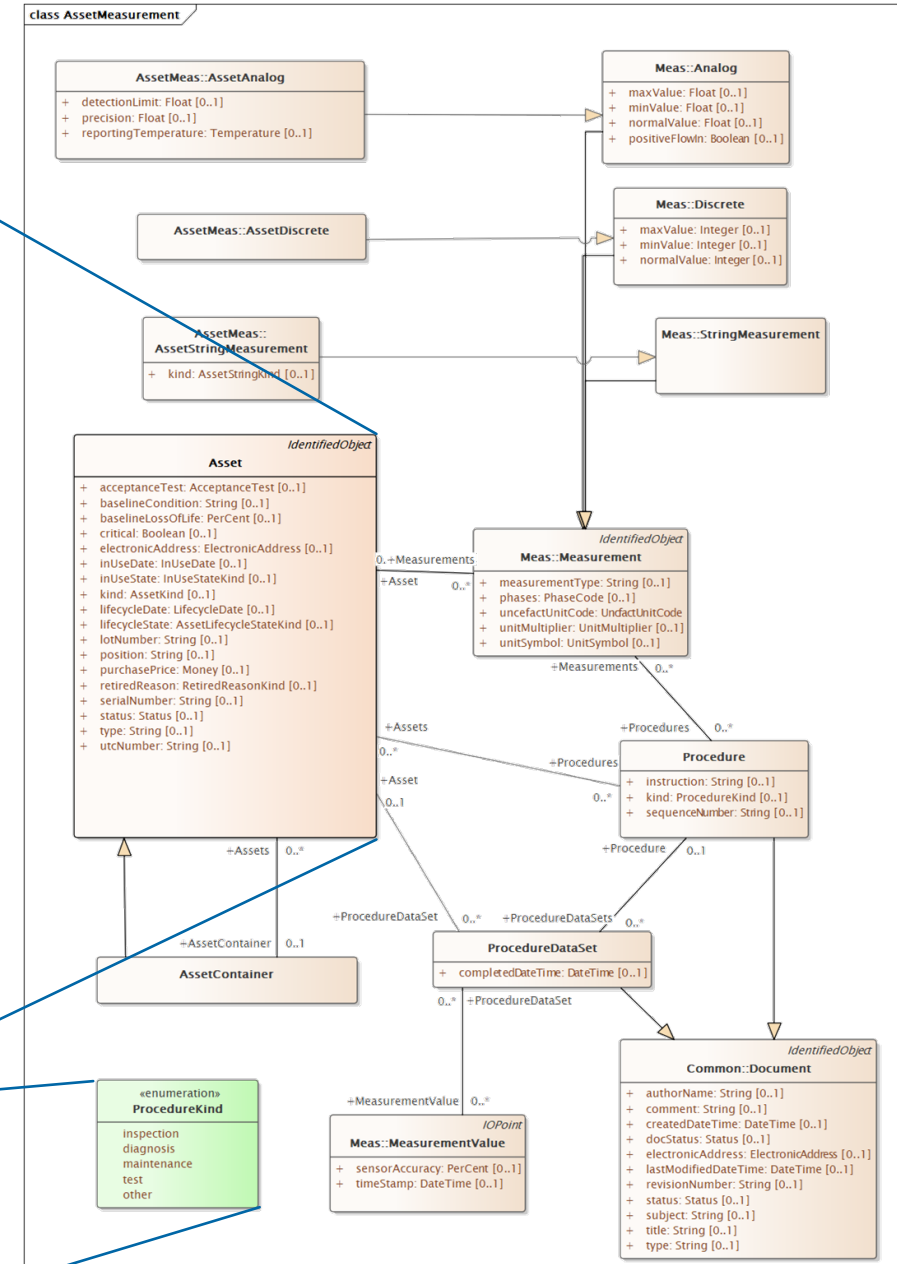 class AssetMeasurement
AssetMeas::AssetAnalog
+ detectionLimit: Float [0..1]
+ precision: Float [0..1]
+ reportingTemperature: Temperature [0..1]
Meas::Analog
+ maxValue: Float [0..1]
+ minValue: Float [0..1]
+ normalValue: Float [0..1]
+ positiveFlowIn: Boolean [0..1]
AssetMeas::AssetDiscrete
Meas::Discrete
+ maxValue: Integer [0..1]
+ minValue: Integer [0..1]
+ normalValue: Integer [0..1]
AssetMeas::
AssetStringMeasurement
+ kind: AssetStringKind [0..1]
Meas::StringMeasurement
IdentifiedObject
Asset
+ acceptanceTest: AcceptanceTest [0..1]
+ baselineCondition: String [0..1]
+ baselineLossOfLife: PerCent [0..1]
+ critical: Boolean [0..1]
+ electronicAddress: ElectronicAddress [0..1]
+ inUseDate: InUseDate [0..1]
+ inUseState: InUseStateKind [0..1]
+ kind: AssetKind [0..1]
+ lifecycleDate: LifecycleDate [0..1]
+ lifecycleState: AssetLifecycleStateKind [0..1]
+ lotNumber: String [0..1]
+ position: String [0..1]
+ purchasePrice: Money [0..1]
+ retiredReason: RetiredReasonKind [0..1]
+ serialNumber: String [0..1]
+ status: Status [0..1]
+ type: String [0..1]
+ utcNumber: String [0..1]
0..+Measurements
+Asset 0..*
IdentifiedObject
Meas::Measurement
+ measurementType: String [0..1]
+ phases: PhaseCode [0..1]
+ uncefactUnitCode: UncfactUnitCode
+ unitMultiplier: UnitMultiplier [0..1]
+ unitSymbol: UnitSymbol [0..1]
+Measurements 0..*
+Procedures 0..*
+Assets
0..*
+Procedures
0..*
Procedure
+ instruction: String [0..1]
+ kind: ProcedureKind [0..1]
+ sequenceNumber: String [0..1]
+Asset
0..1
+Procedure 0..1
+Assets 0..*
+ProcedureDataSet 0..*
+ProcedureDataSets 0..*
+AssetContainer 0..1
AssetContainer
ProcedureDataSet
+ completedDateTime: DateTime [0..1]
0..* +ProcedureDataSet
+MeasurementValue 0..*
IOPoint
Meas::MeasurementValue
+ sensorAccuracy: PerCent [0..1]
+ timeStamp: DateTime [0..1]
IdentifiedObject
Common::Document
+ authorName: String [0..1]
+ comment: String [0..1]
+ createdDateTime: DateTime [0..1]
+ docStatus: Status [0..1]
+ electronicAddress: ElectronicAddress [0..1]
+ lastModifiedDateTime: DateTime [0..1]
+ revisionNumber: String [0..1]
+ status: Status [0..1]
+ subject: String [0..1]
+ title: String [0..1]
+ type: String [0..1]
«enumeration»
ProcedureKind
inspection
diagnosis
maintenance
test
other